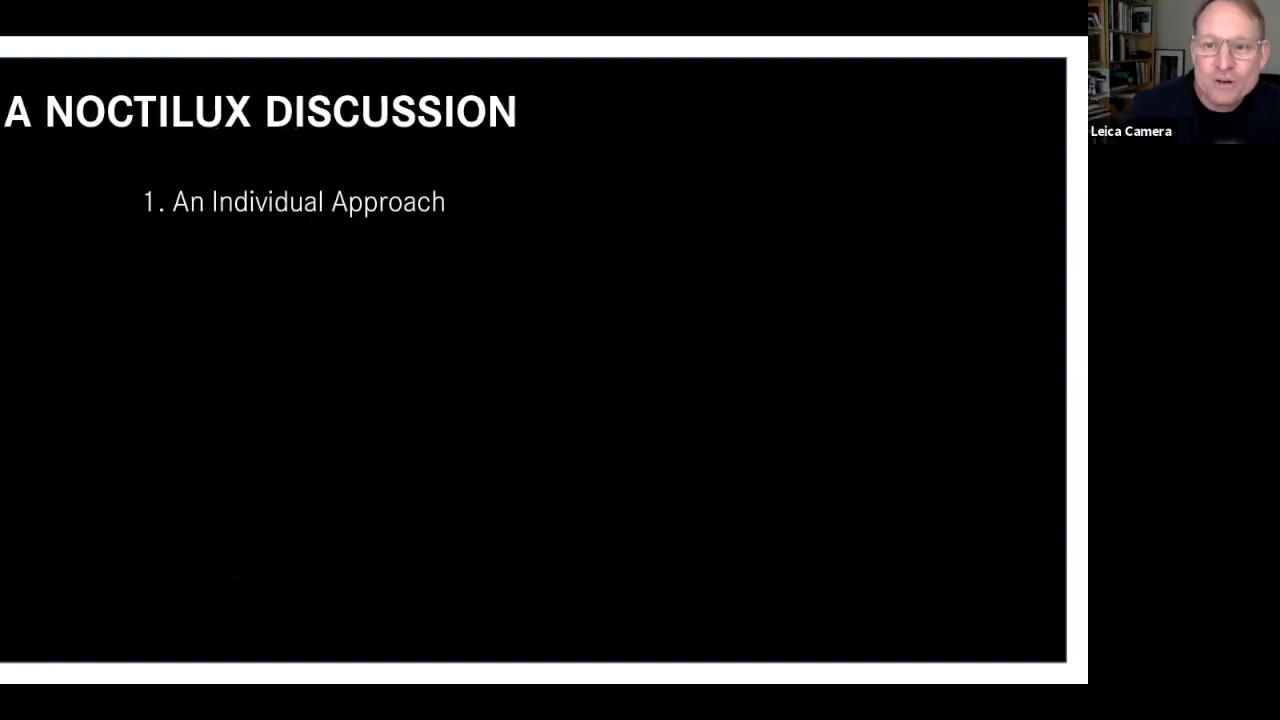 A NOCTILUX DISCUSSION
1. An Individual Approach
Leica Camera